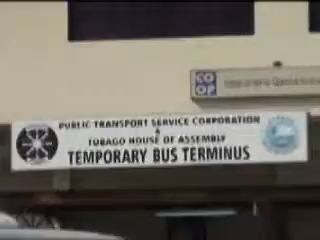 CO
OP
PUBLIC TRANSPORT SERVICE CORPORATION
&
TOBAGO HOUSE OF ASSEMBLY
TEMPORARY BUS TERMINUS